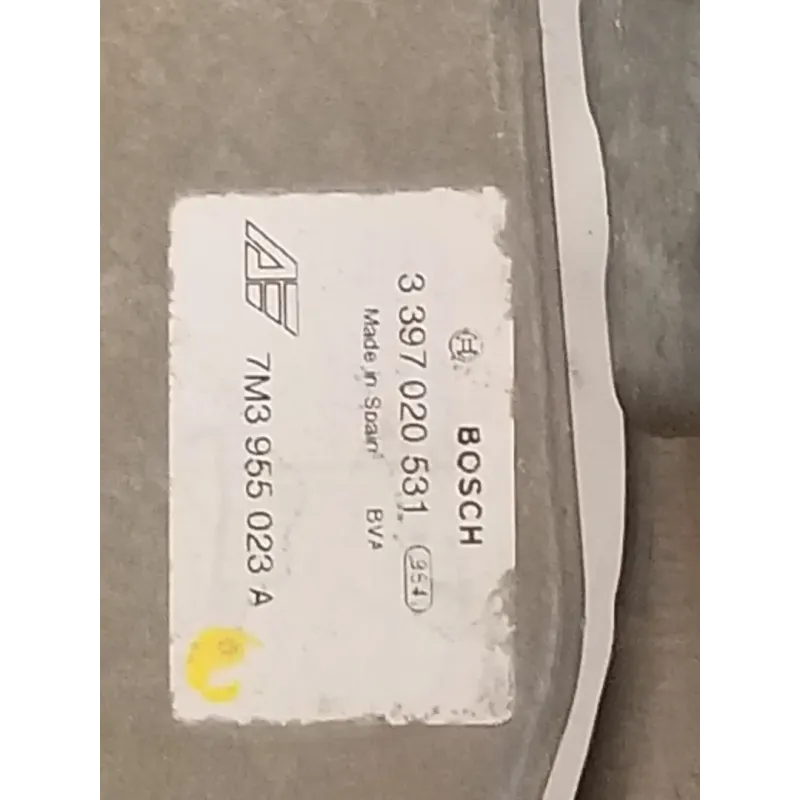 BOSCH
3 397 020 531 964
Made in Spain BVA
7M3 955 023 A